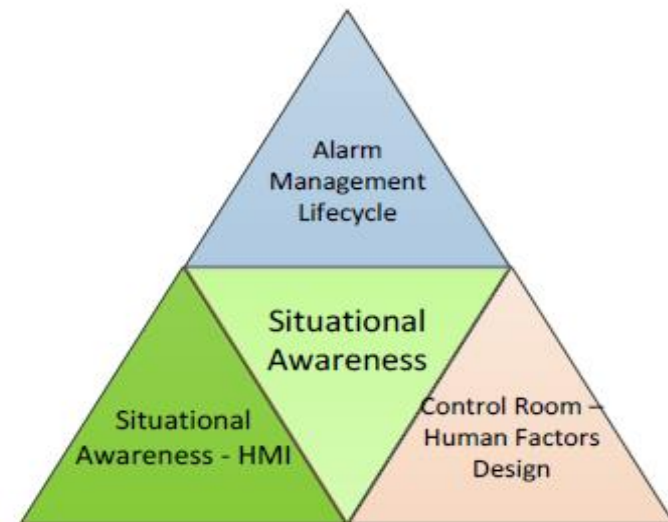 Alarm
Management
Lifecycle
Situational
Awareness
Situational
Awareness - HMI
Control Room –
Human Factors
Design